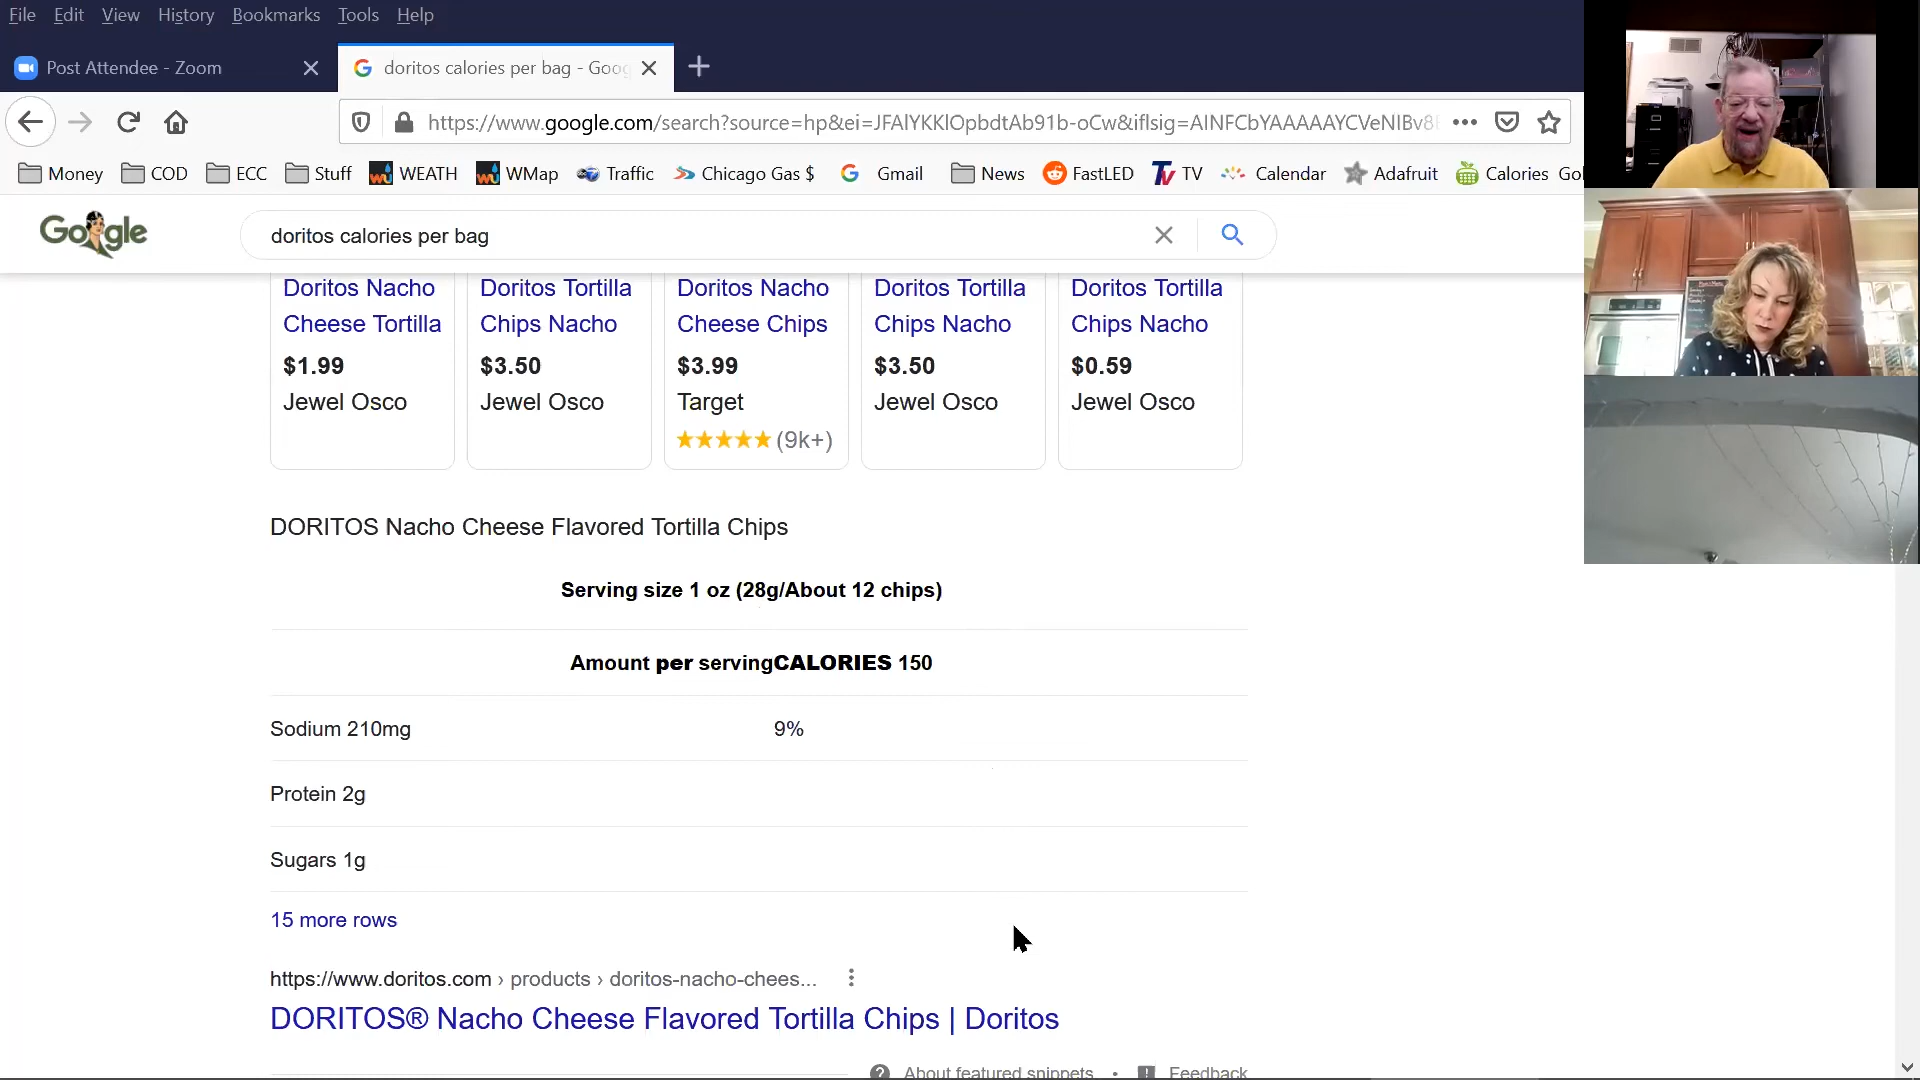 File Edit View History Bookmarks Tools Help
Post Attendee - Zoom
doritos calories per bag - Goog
https://www.google.com/search?source=hp&ei=JFAlYKKlOpbdtAb91b-oCw&iflsig=AINFCbYAAAAAYCVeNIBv8
Money COD ECC Stuff WEATH WMap Traffic Chicago Gas $ Gmail News FastLED TV Calendar Adafruit Calories Go
Google
doritos calories per bag
Doritos Nacho Cheese Tortilla
$1.99
Jewel Osco
Doritos Tortilla Chips Nacho
$3.50
Jewel Osco
Doritos Nacho Cheese Chips
$3.99
Target
(9k+)
Doritos Tortilla Chips Nacho
$3.50
Jewel Osco
Doritos Tortilla Chips Nacho
$0.59
Jewel Osco
DORITOS Nacho Cheese Flavored Tortilla Chips
Serving size 1 oz (28g/About 12 chips)
Amount per servingCALORIES 150
Sodium 210mg 9%
Protein 2g
Sugars 1g
15 more rows
https://www.doritos.com › products › doritos-nacho-chees...
DORITOS® Nacho Cheese Flavored Tortilla Chips | Doritos
About featured snippets • Feedback